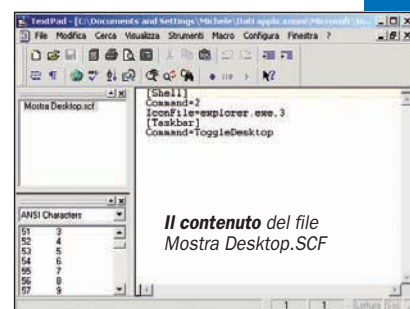 TextPad - [C:\Documents and Settings\Michele\Dati applicazioni\Microsoft\In...
File Modifica Cerca Visualizza Strumenti Macro Configura Finestra ?
Mostra Desktop.scf
[Shell]
Command=2
IconFile=explorer.exe,3
[Taskbar]
Command=ToggleDesktop
ANSI Characters
51 3
52 4
53 5
54 6
55 7
56 8
57 9
Il contenuto del file
Mostra Desktop.SCF
1 1 Lettura